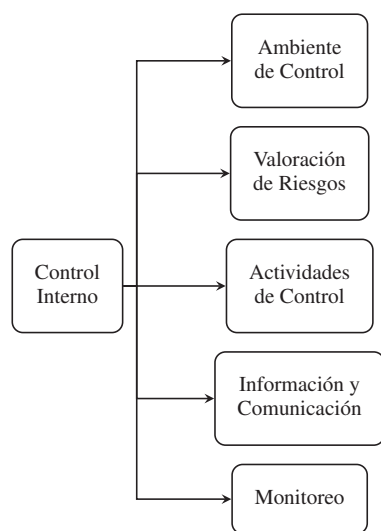 Ambiente
de Control
Valoración
de Riesgos
Control
Interno
Actividades
de Control
Información y
Comunicación
Monitoreo